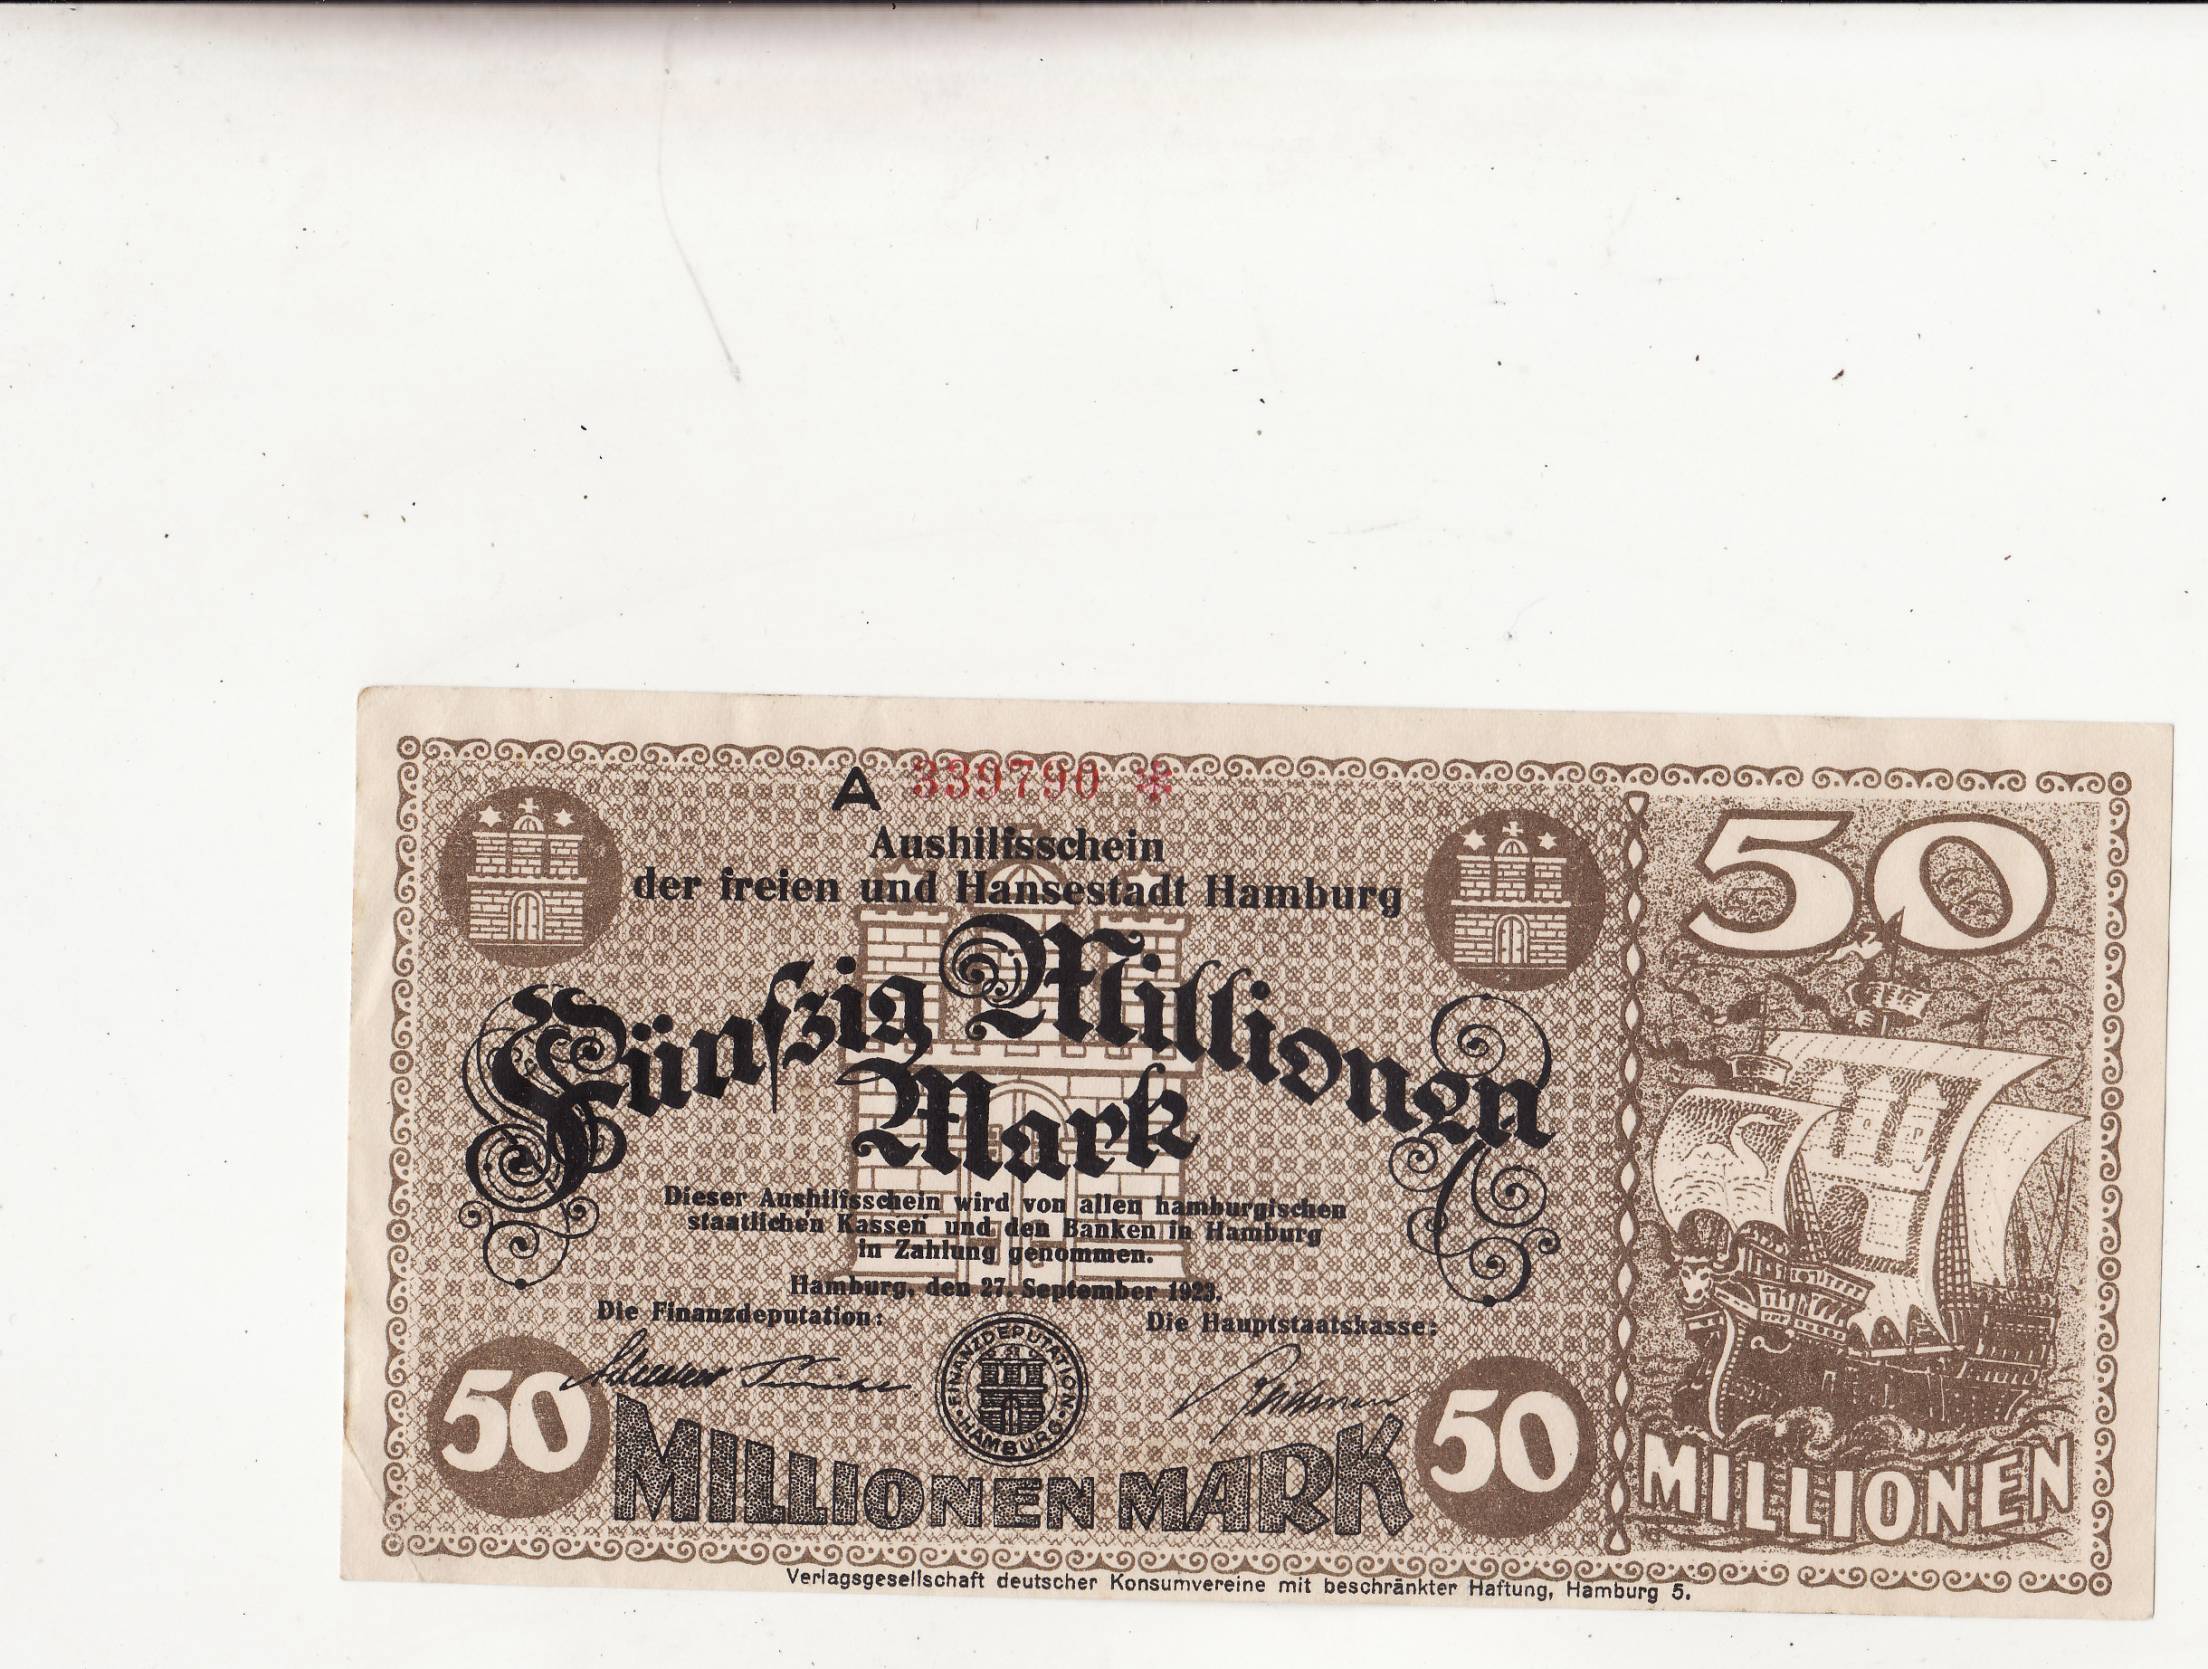 A 339790 *
Aushilfsschein
der freien und Hansestadt Hamburg
Fünfzig Millionen
Mark
Dieser Aushilfsschein wird von allen hamburgischen
staatlichen Kassen und den Banken in Hamburg
in Zahlung genommen.
Hamburg, den 27. September 1923.
Die Finanzdeputation:
Die Hauptstaatskasse:
FINANZDEPUTATION
HAMBURG
50
MILLIONEN MARK
50
50
MILLIONEN
Verlagsgesellschaft deutscher Konsumvereine mit beschränkter Haftung, Hamburg 5.